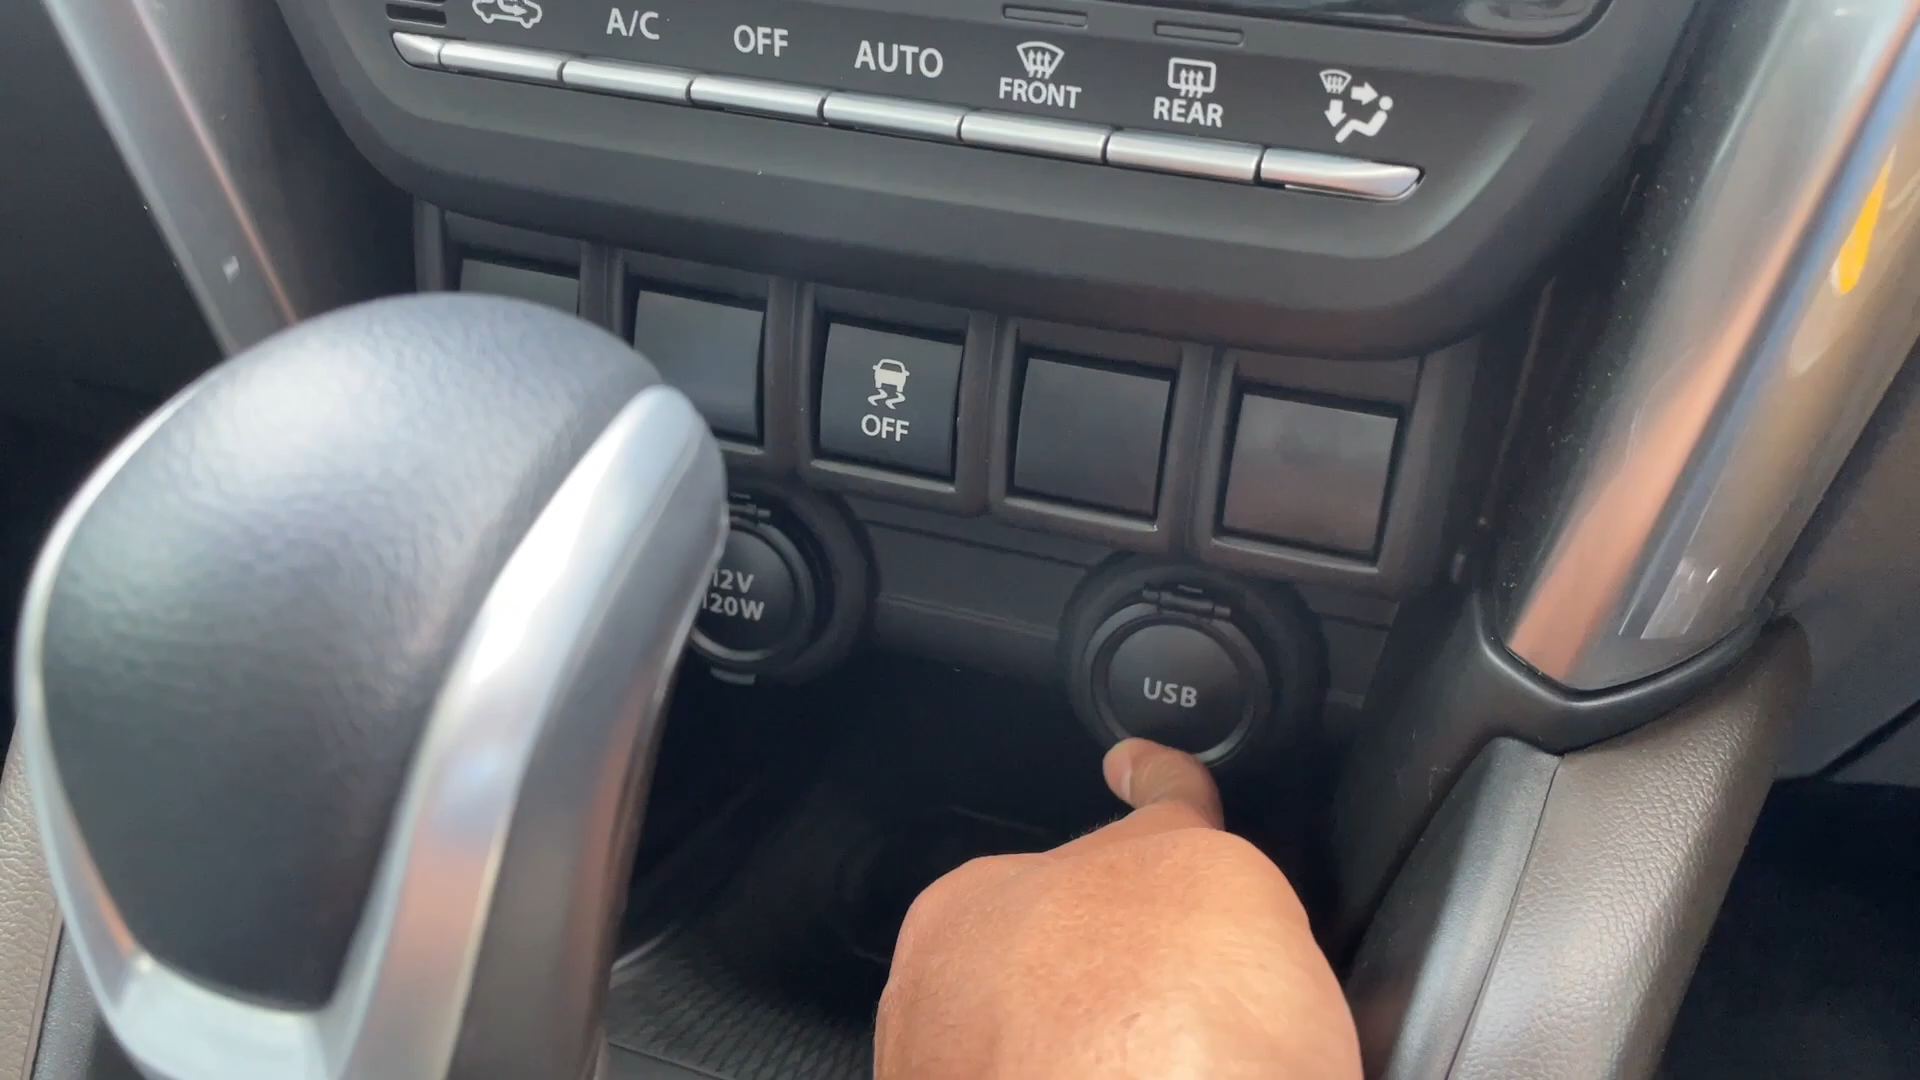 A/C
OFF
AUTO
FRONT
REAR
OFF
12V
120W
USB